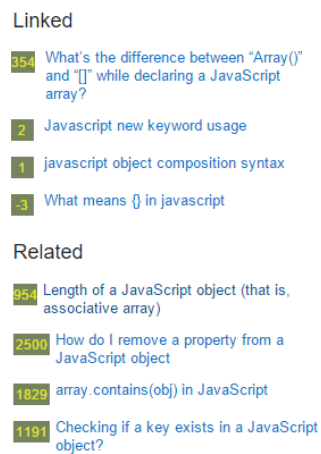 Linked
354 What's the difference between “Array()”
and “[]” while declaring a JavaScript
array?
2 Javascript new keyword usage
1 javascript object composition syntax
-3 What means {} in javascript
Related
954 Length of a JavaScript object (that is,
associative array)
2500 How do I remove a property from a
JavaScript object
1829 array.contains(obj) in JavaScript
1191 Checking if a key exists in a JavaScript
object?